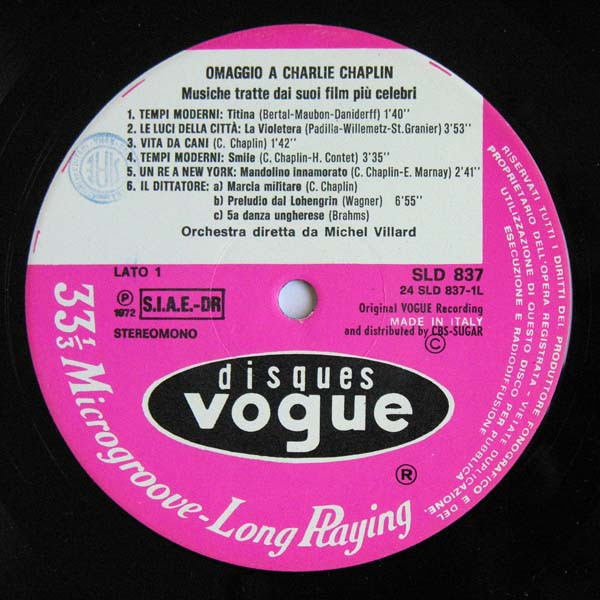 OMAGGIO A CHARLIE CHAPLIN
Musiche tratte dai suoi film più celebri
1. TEMPI MODERNI: Titina (Bertal-Maubon-Daniderff) 1'40''
2. LE LUCI DELLA CITTÀ: La Violetera (Padilla-Willemetz-St.Granier) 3'53''
3. VITA DA CANI (C. Chaplin) 1'42''
4. TEMPI MODERNI: Smile (C. Chaplin-H. Contet) 3'35''
5. UN RE A NEW YORK: Mandolino innamorato (C. Chaplin-E. Marnay) 2'41''
6. IL DITTATORE: a) Marcia militare (C. Chaplin)
b) Preludio dal Lohengrin (Wagner) 6'55''
c) 5a danza ungherese (Brahms)
Orchestra diretta da Michel Villard
LATO 1
SLD 837
24 SLD 837-1L
℗ 1972
S.I.A.E.-DR
STEREOMONO
Original VOGUE Recording
MADE IN ITALY
and distributed by CBS-SUGAR
©
disques
vogue
®
33⅓ Microgroove-Long Playing
RISERVATI TUTTI I DIRITTI DEL PRODUTTORE FONOGRAFICO E DEL
PROPRIETARIO DELL'OPERA REGISTRATA - VIETATE DUPLICAZIONE,
UTILIZZAZIONE DI QUESTO DISCO PER PUBBLICA
ESECUZIONE E RADIODIFFUSIONE